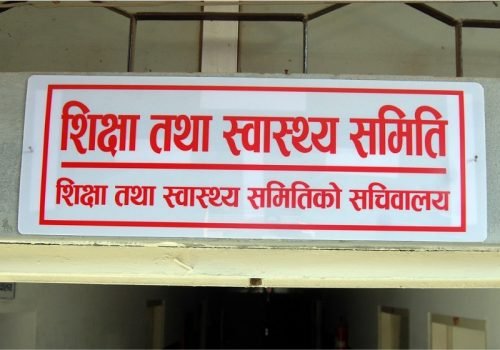 शिक्षा तथा स्वास्थ्य समिति
शिक्षा तथा स्वास्थ्य समितिको सचिवालय